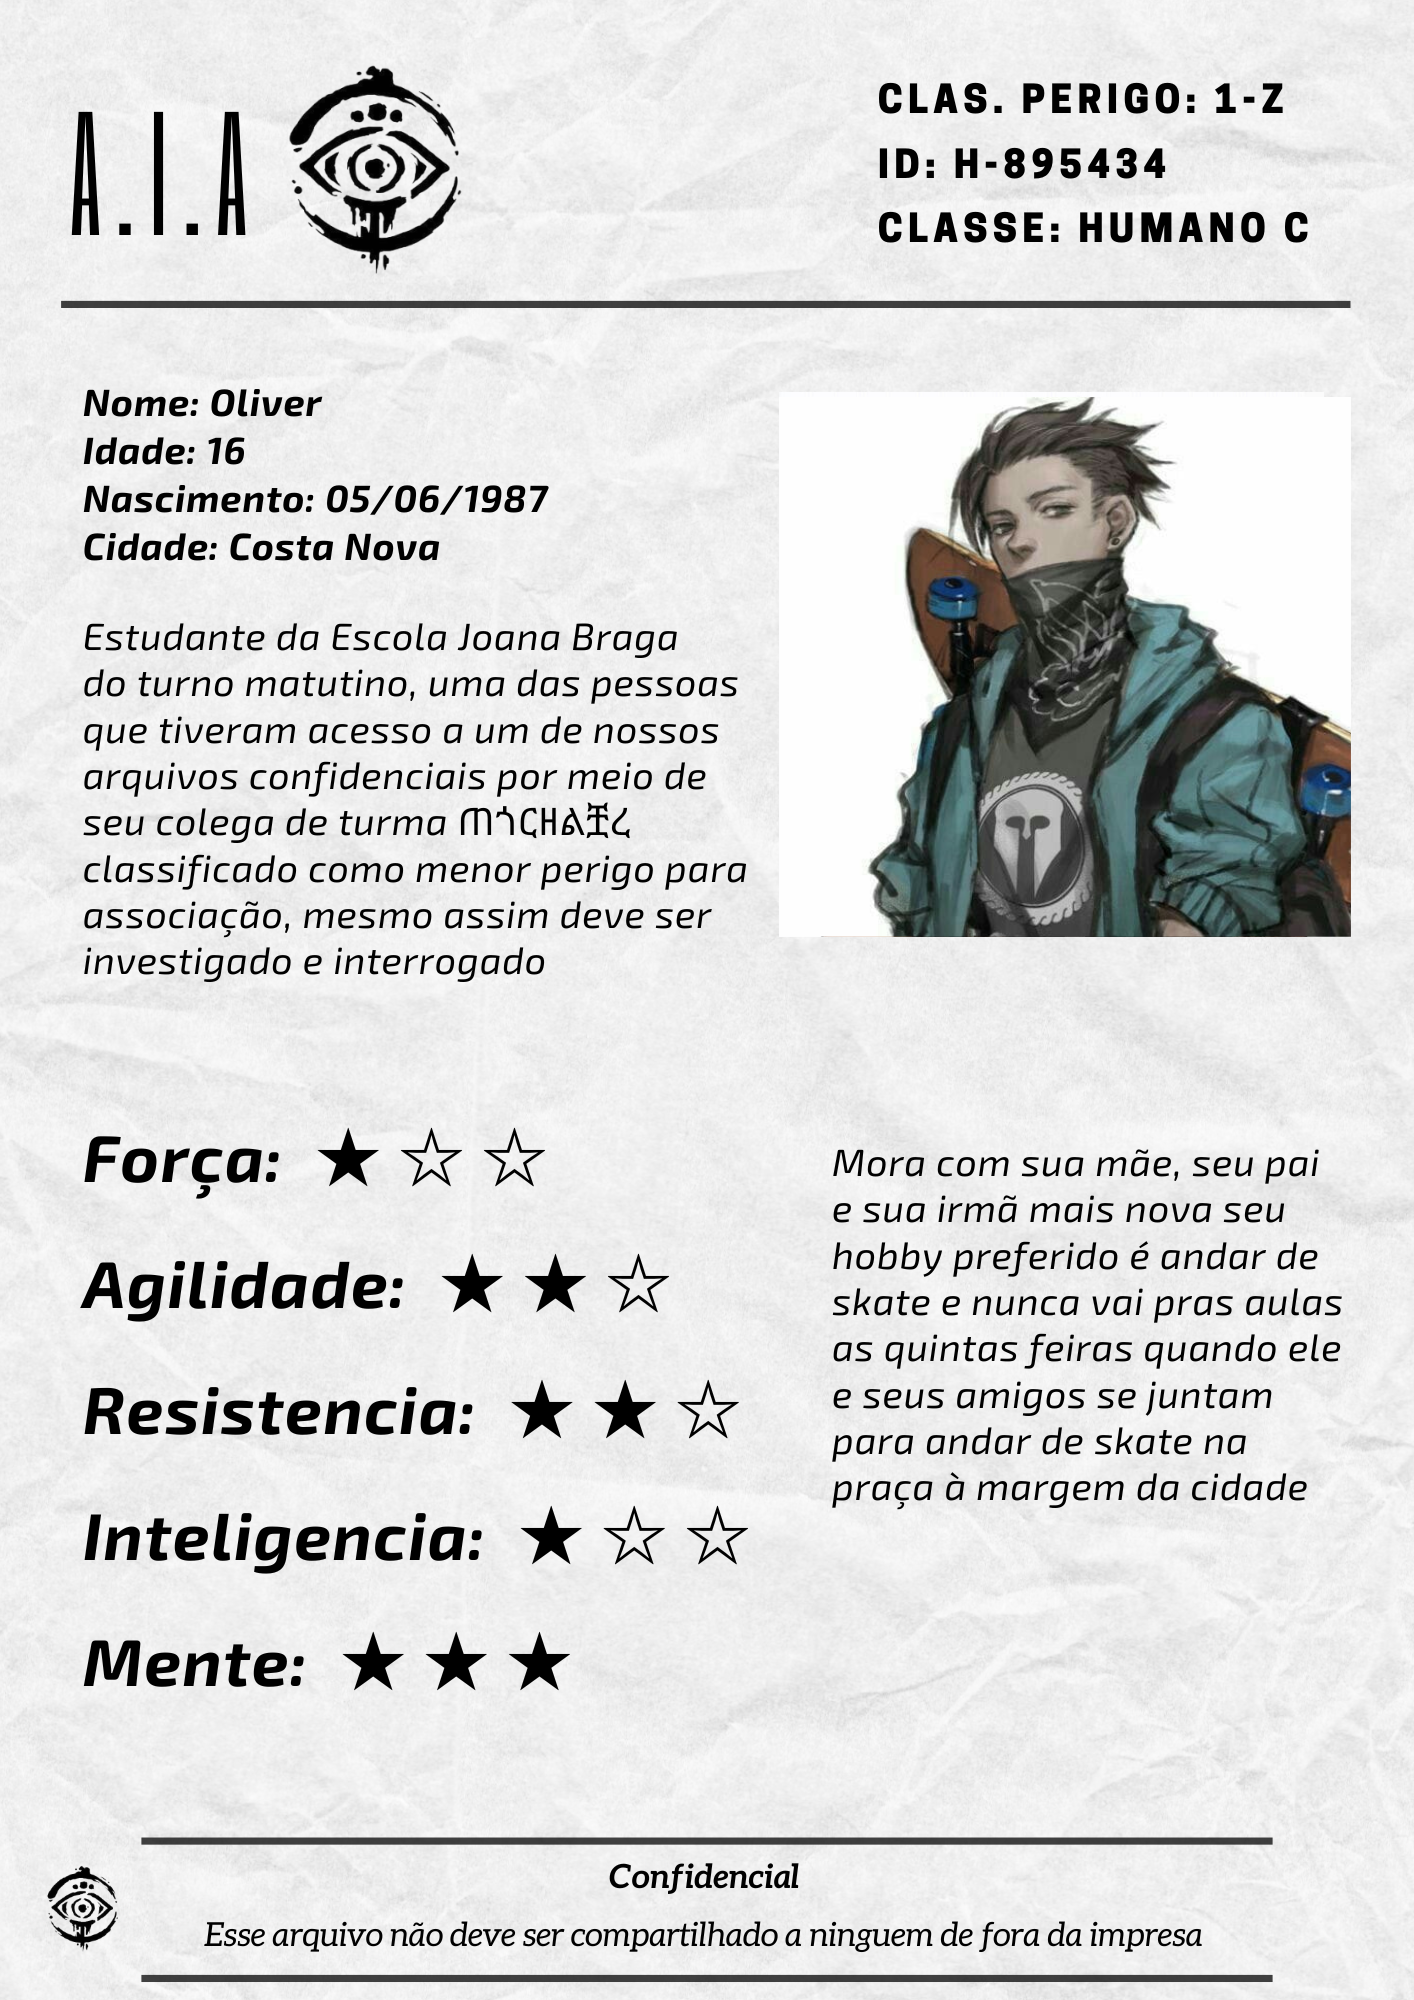 A.I.A
CLAS. PERIGO: 1-Z
ID: H-895434
CLASSE: HUMANO C
Nome: Oliver
Idade: 16
Nascimento: 05/06/1987
Cidade: Costa Nova
Estudante da Escola Joana Braga
do turno matutino, uma das pessoas
que tiveram acesso a um de nossos
arquivos confidenciais por meio de
seu colega de turma
classificado como menor perigo para
associação, mesmo assim deve ser
investigado e interrogado
Força: ★ ☆ ☆
Agilidade: ★ ★ ☆
Resistencia: ★ ★ ☆
Inteligencia: ★ ☆ ☆
Mente: ★ ★ ★
Mora com sua mãe, seu pai
e sua irmã mais nova seu
hobby preferido é andar de
skate e nunca vai pras aulas
as quintas feiras quando ele
e seus amigos se juntam
para andar de skate na
praça à margem da cidade
Confidencial
Esse arquivo não deve ser compartilhado a ninguem de fora da impresa